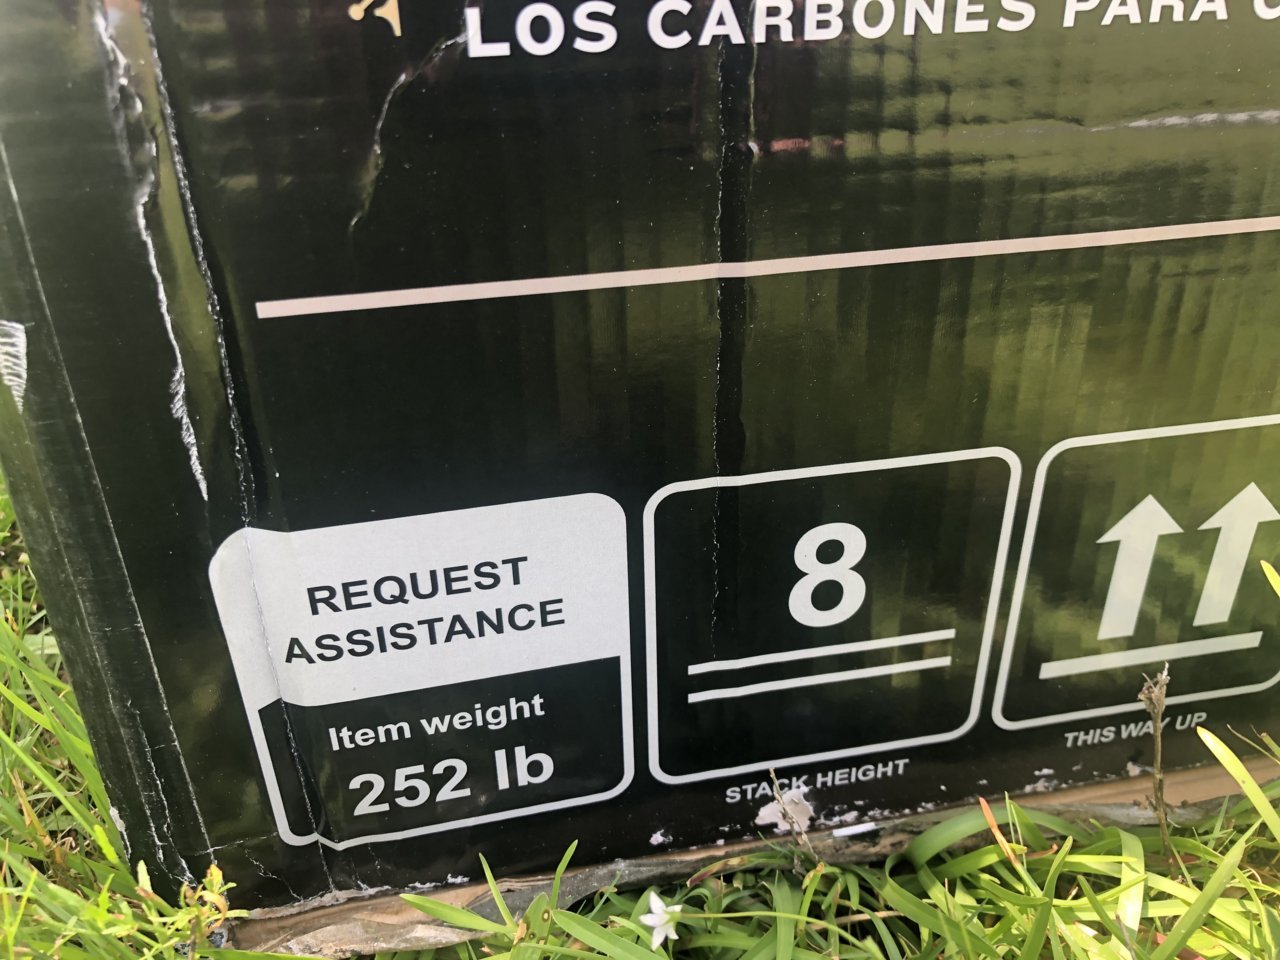 LOS CARBONES PARA
REQUEST
ASSISTANCE
Item weight
252 lb
8
STACK HEIGHT
THIS WAY UP